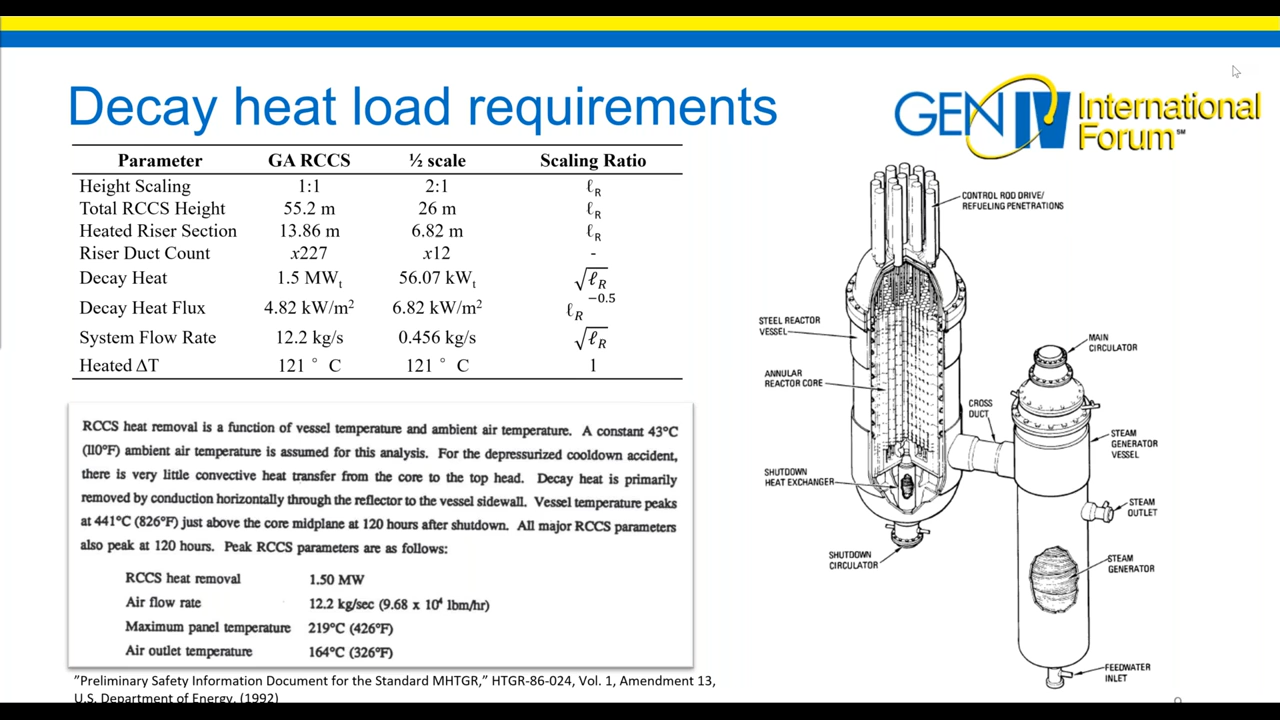 Decay heat load requirements
GEN IV International
Forum℠
Parameter GA RCCS ½ scale Scaling Ratio
Height Scaling 1:1 2:1 ℓR
Total RCCS Height 55.2 m 26 m ℓR
Heated Riser Section 13.86 m 6.82 m ℓR
Riser Duct Count x227 x12 -
Decay Heat 1.5 MWt 56.07 kWt √ℓR
Decay Heat Flux 4.82 kW/m² 6.82 kW/m² ℓR^−0.5
System Flow Rate 12.2 kg/s 0.456 kg/s √ℓR
Heated ΔT 121 ° C 121 ° C 1
RCCS heat removal is a function of vessel temperature and ambient air temperature. A constant 43°C
(110°F) ambient air temperature is assumed for this analysis. For the depressurized cooldown accident,
there is very little convective heat transfer from the core to the top head. Decay heat is primarily
removed by conduction horizontally through the reflector to the vessel sidewall. Vessel temperature peaks
at 441°C (826°F) just above the core midplane at 120 hours after shutdown. All major RCCS parameters
also peak at 120 hours. Peak RCCS parameters are as follows:
RCCS heat removal 1.50 MW
Air flow rate 12.2 kg/sec (9.68 x 10⁴ lbm/hr)
Maximum panel temperature 219°C (426°F)
Air outlet temperature 164°C (326°F)
”Preliminary Safety Information Document for the Standard MHTGR,” HTGR-86-024, Vol. 1, Amendment 13,
U.S. Department of Energy, (1992)
CONTROL ROD DRIVE/
REFUELING PENETRATIONS
STEEL REACTOR
VESSEL
MAIN
CIRCULATOR
ANNULAR
REACTOR CORE
CROSS
DUCT
STEAM
GENERATOR
VESSEL
SHUTDOWN
HEAT EXCHANGER
STEAM
OUTLET
SHUTDOWN
CIRCULATOR
STEAM
GENERATOR
FEEDWATER
INLET